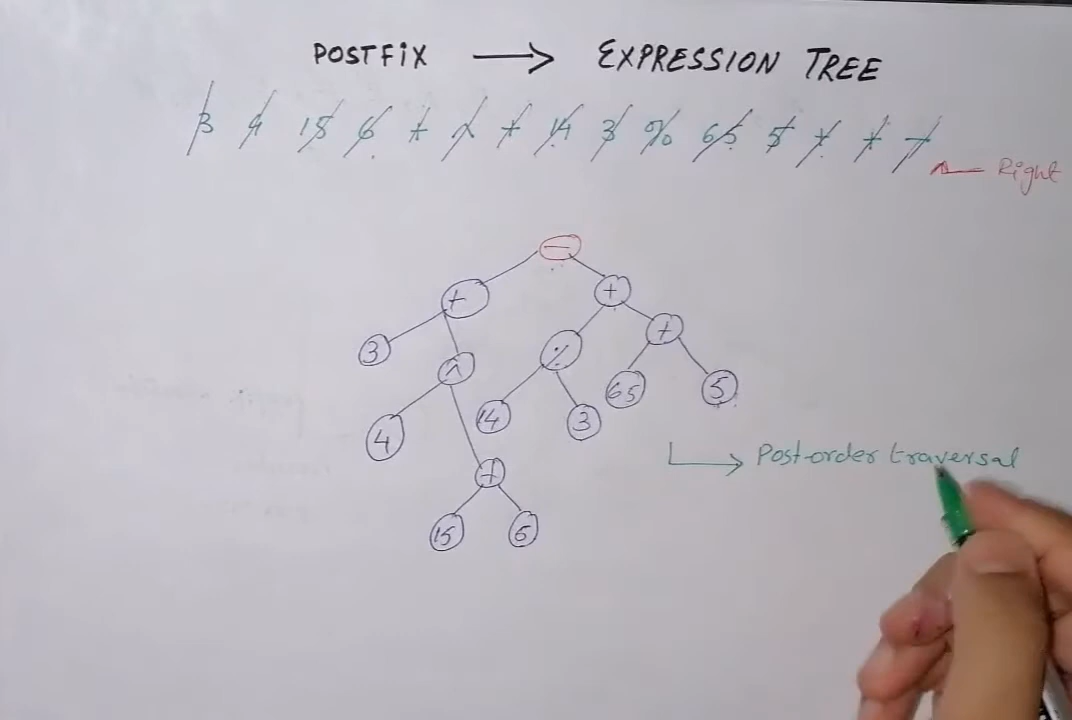 POSTFIX → EXPRESSION TREE
3 4 15 6 + ^ + 14 3 % 65 5 + + -
← Right
-
+ +
3 ^ % +
4 14 3 65 5
Post-order traversal
+
15 6